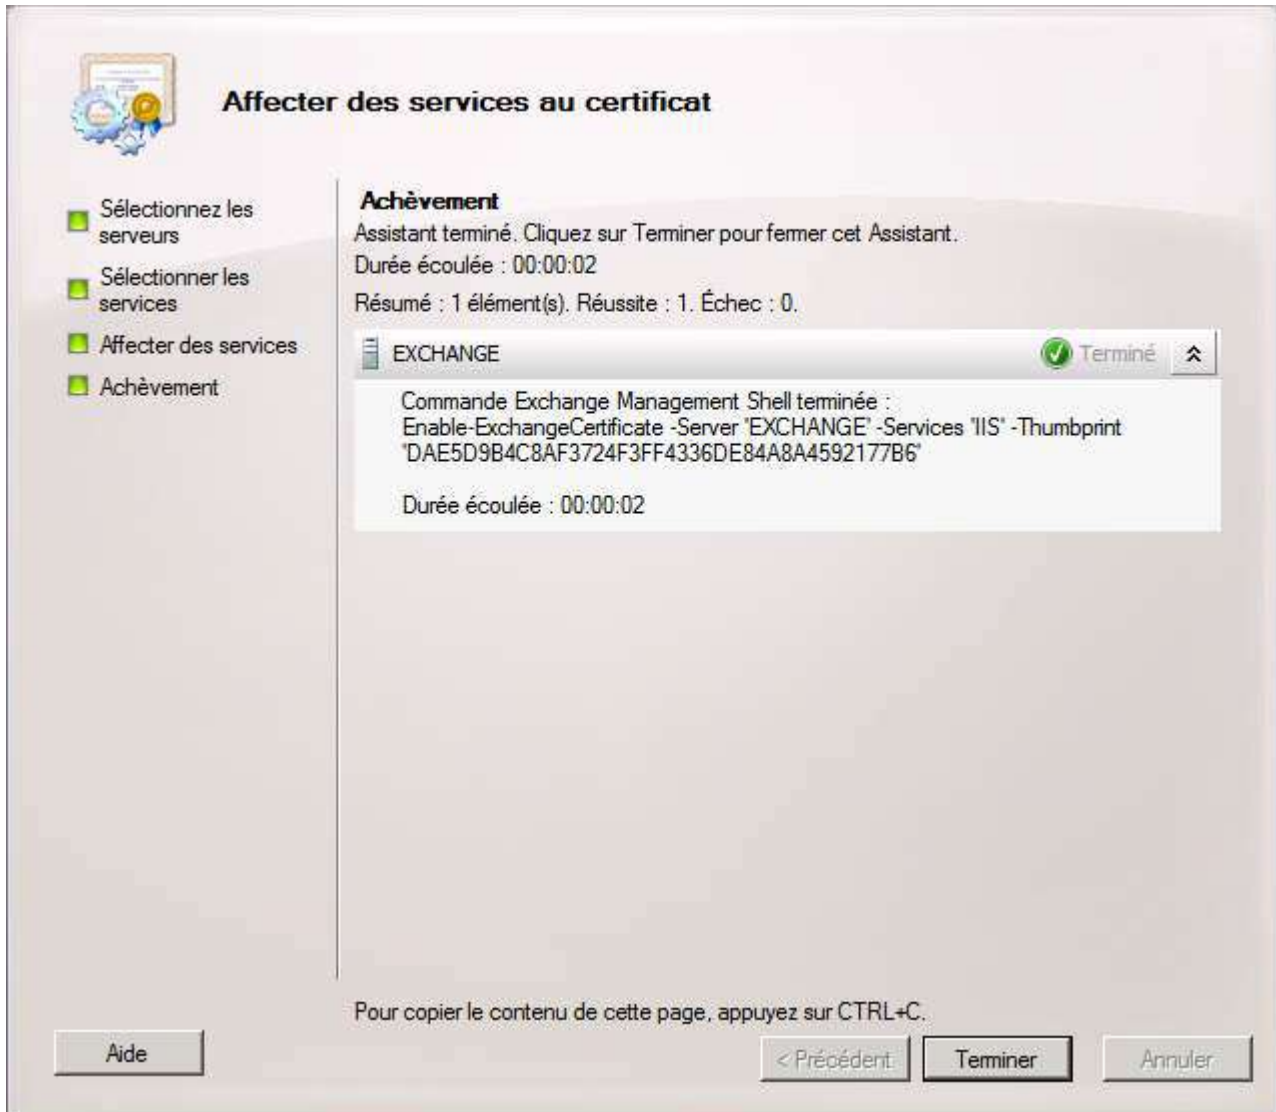 Affecter des services au certificat
Sélectionnez les
serveurs
Sélectionner les
services
Affecter des services
Achèvement
Achèvement
Assistant terminé. Cliquez sur Terminer pour fermer cet Assistant.
Durée écoulée : 00:00:02
Résumé : 1 élément(s). Réussite : 1. Échec : 0.
EXCHANGE
Terminé
Commande Exchange Management Shell terminée :
Enable-ExchangeCertificate -Server 'EXCHANGE' -Services 'IIS' -Thumbprint
'DAE5D9B4C8AF3724F3FF4336DE84A8A4592177B6'
Durée écoulée : 00:00:02
Pour copier le contenu de cette page, appuyez sur CTRL+C.
Aide
< Précédent
Terminer
Annuler